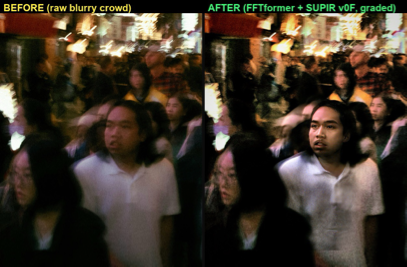 BEFORE (raw blurry crowd)
AFTER (FFTformer + SUPIR v0F, graded)